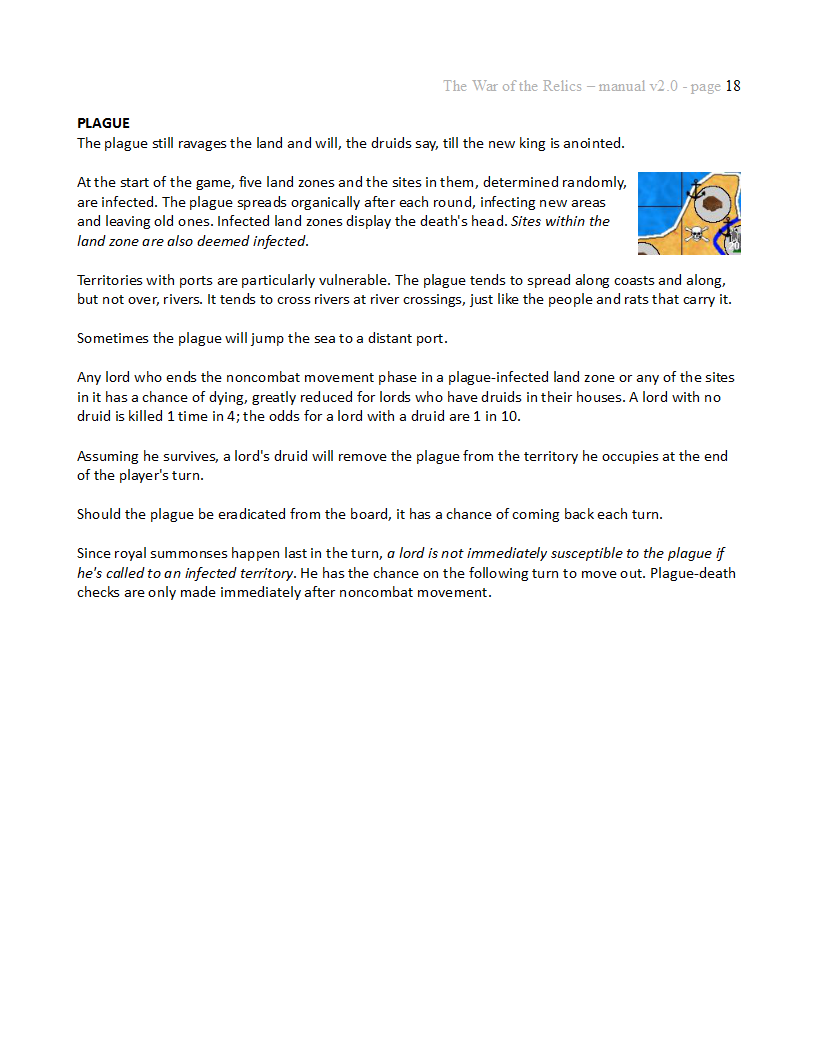 The War of the Relics – manual v2.0 - page 18
PLAGUE
The plague still ravages the land and will, the druids say, till the new king is anointed.
At the start of the game, five land zones and the sites in them, determined randomly,
are infected. The plague spreads organically after each round, infecting new areas
and leaving old ones. Infected land zones display the death's head. Sites within the
land zone are also deemed infected.
Territories with ports are particularly vulnerable. The plague tends to spread along coasts and along,
but not over, rivers. It tends to cross rivers at river crossings, just like the people and rats that carry it.
Sometimes the plague will jump the sea to a distant port.
Any lord who ends the noncombat movement phase in a plague-infected land zone or any of the sites
in it has a chance of dying, greatly reduced for lords who have druids in their houses. A lord with no
druid is killed 1 time in 4; the odds for a lord with a druid are 1 in 10.
Assuming he survives, a lord's druid will remove the plague from the territory he occupies at the end
of the player's turn.
Should the plague be eradicated from the board, it has a chance of coming back each turn.
Since royal summonses happen last in the turn, a lord is not immediately susceptible to the plague if
he's called to an infected territory. He has the chance on the following turn to move out. Plague-death
checks are only made immediately after noncombat movement.